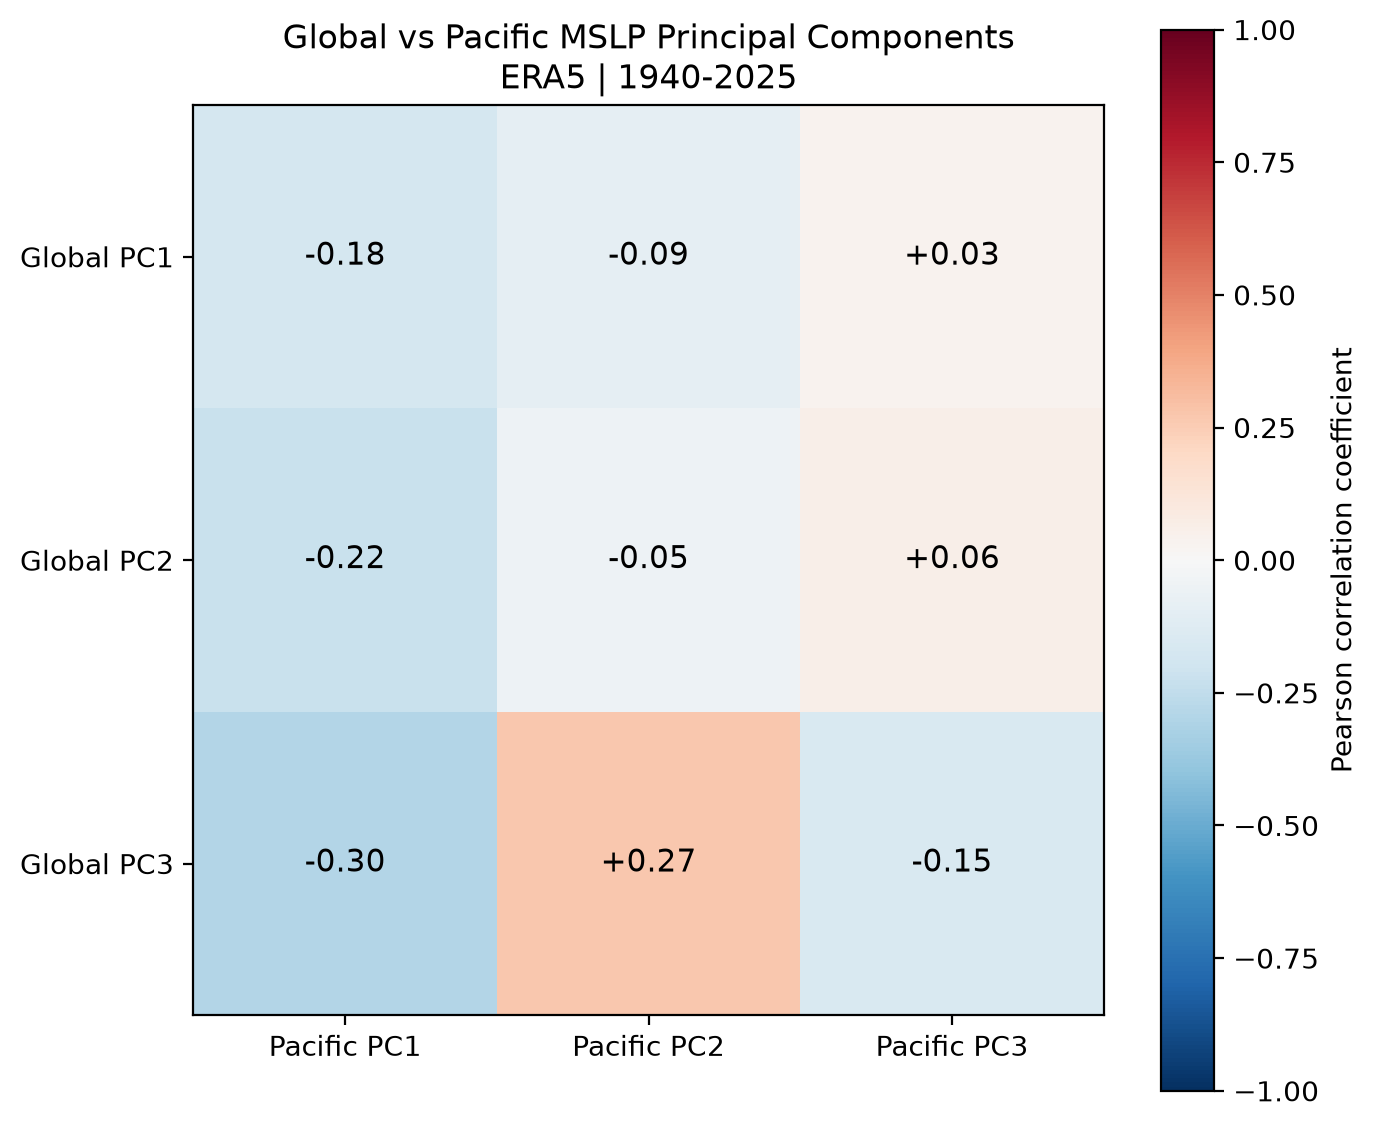 Global vs Pacific MSLP Principal Components
ERA5 | 1940-2025
Global PC1
-0.18
-0.09
+0.03
Global PC2
-0.22
-0.05
+0.06
Global PC3
-0.30
+0.27
-0.15
Pacific PC1
Pacific PC2
Pacific PC3
1.00
0.75
0.50
0.25
0.00
−0.25
−0.50
−0.75
−1.00
Pearson correlation coefficient